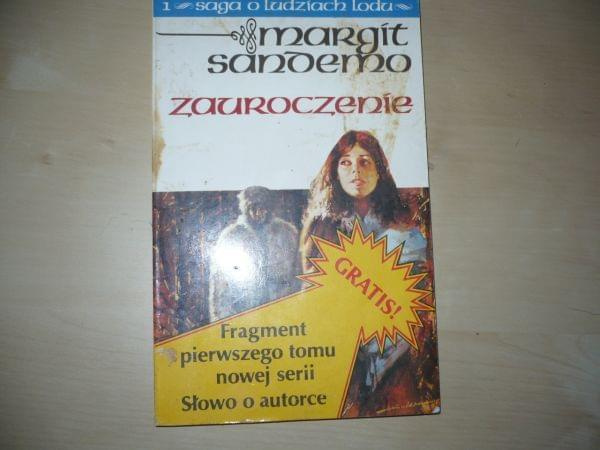 1 saga o ludziach lodu
margit
sandemo
zauroczenie
GRATIS!
Fragment
pierwszego tomu
nowej serii
Słowo o autorce